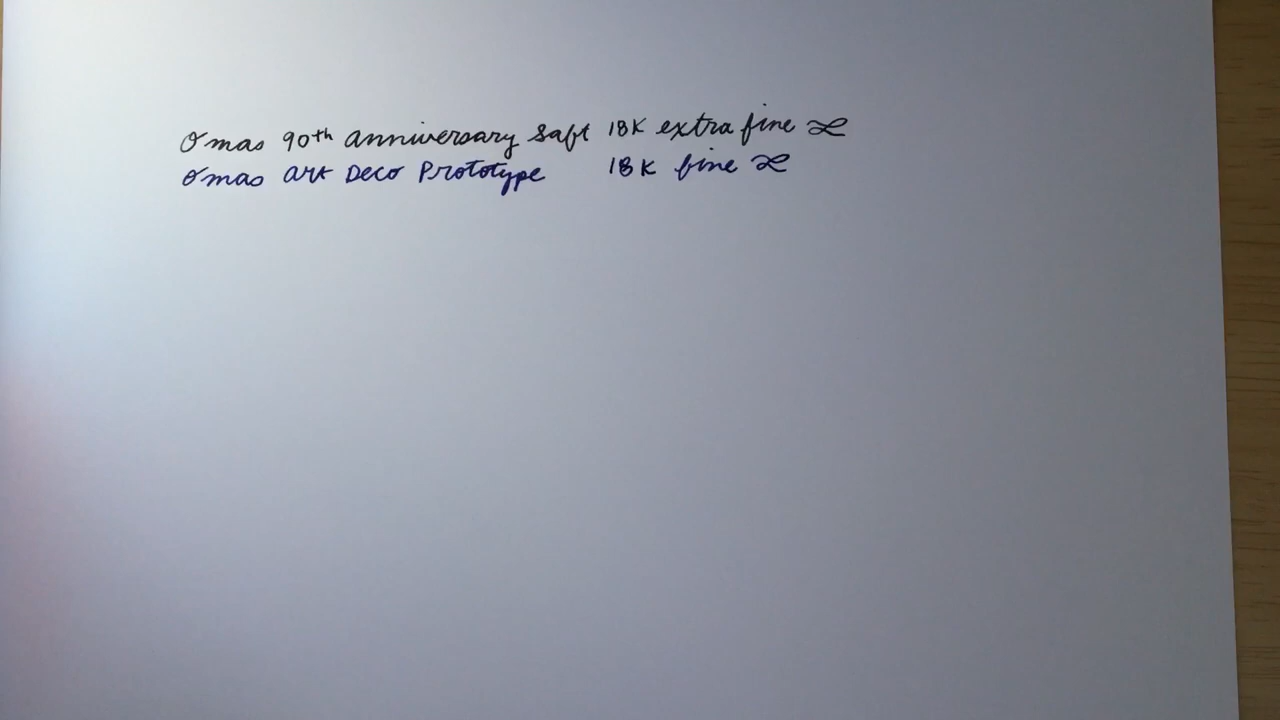 Omas 90th anniversary saft 18K extra fine
Omas art Deco Prototype 18K fine